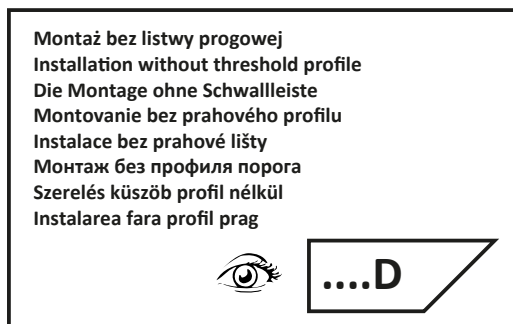 Montaż bez listwy progowej
Installation without threshold profile
Die Montage ohne Schwallleiste
Montovanie bez prahového profilu
Instalace bez prahové lišty
Монтаж без профиля порога
Szerelés küszöb profil nélkül
Instalarea fara profil prag
....D